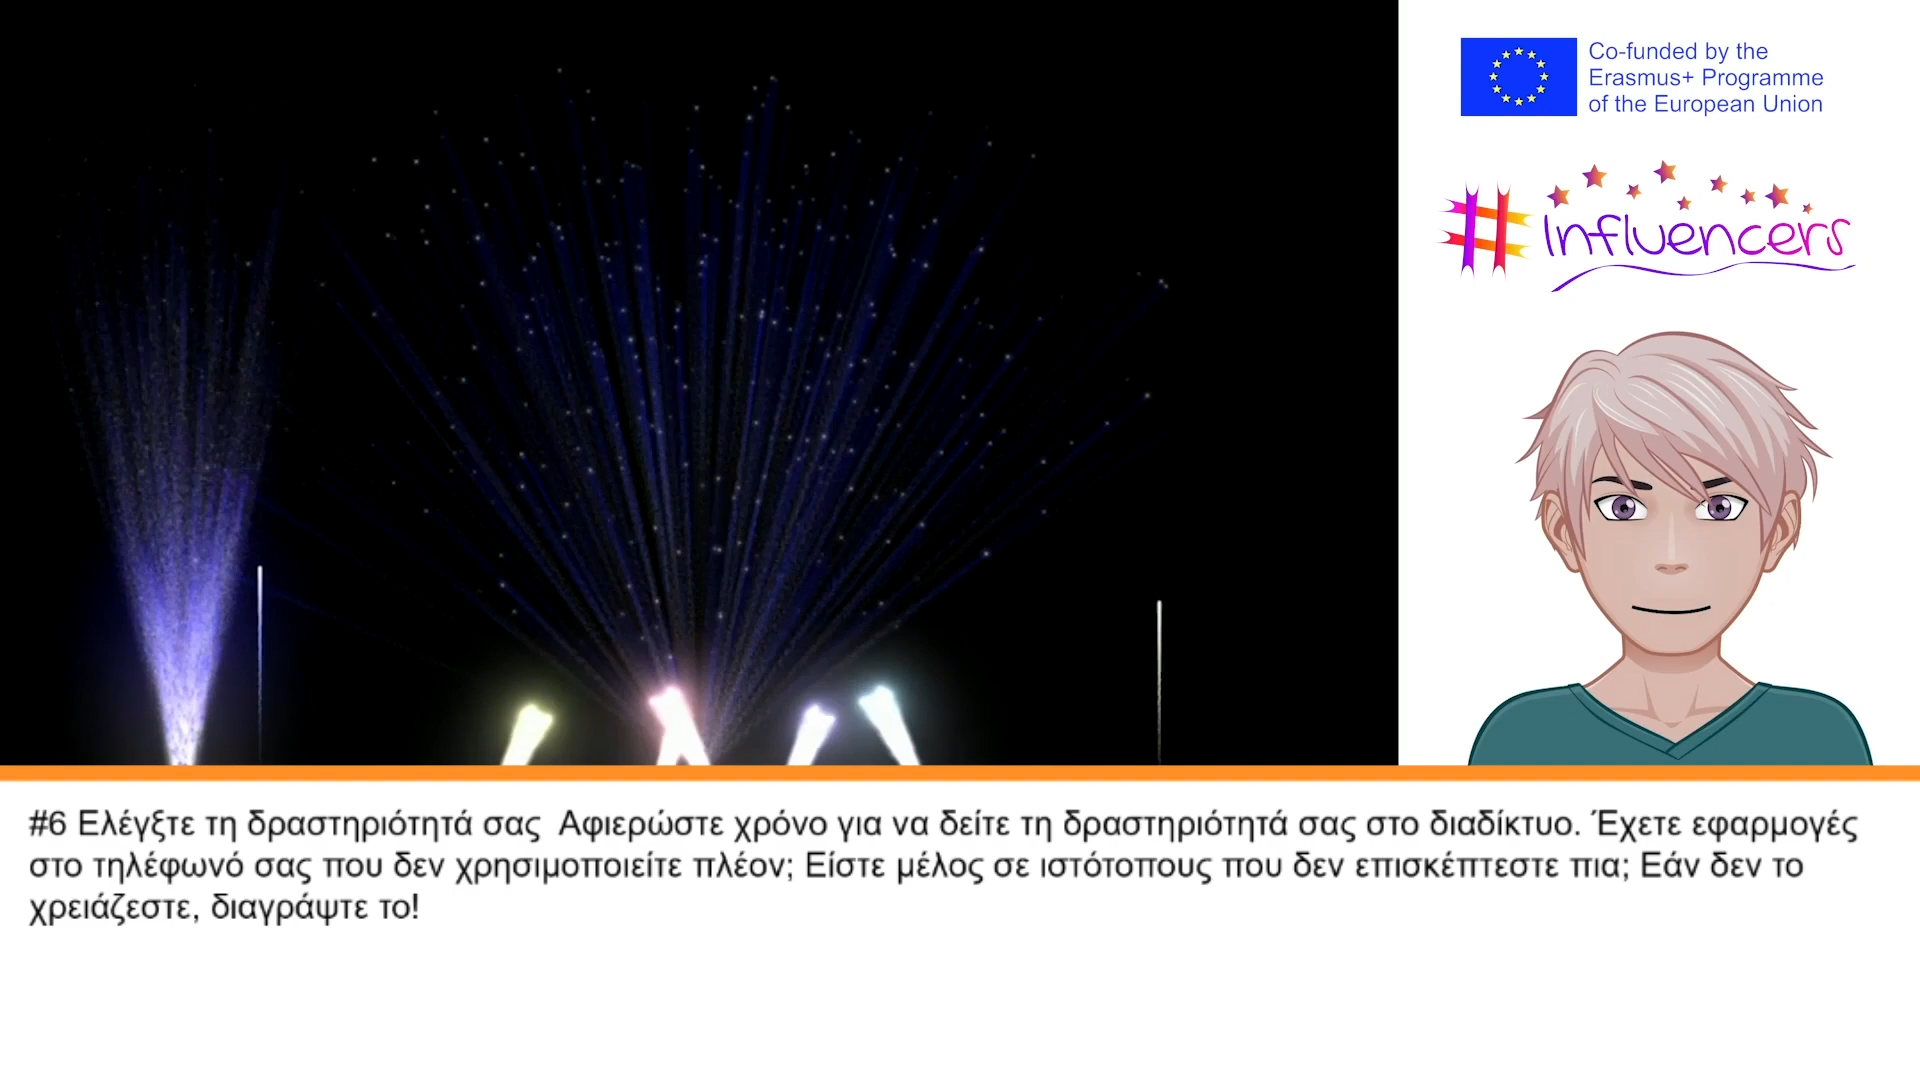 Co-funded by the
Erasmus+ Programme
of the European Union
#Influencers
#6 Ελέγξτε τη δραστηριότητά σας  Αφιερώστε χρόνο για να δείτε τη δραστηριότητά σας στο διαδίκτυο. Έχετε εφαρμογές
στο τηλέφωνό σας που δεν χρησιμοποιείτε πλέον; Είστε μέλος σε ιστότοπους που δεν επισκέπτεστε πια; Εάν δεν το
χρειάζεστε, διαγράψτε το!